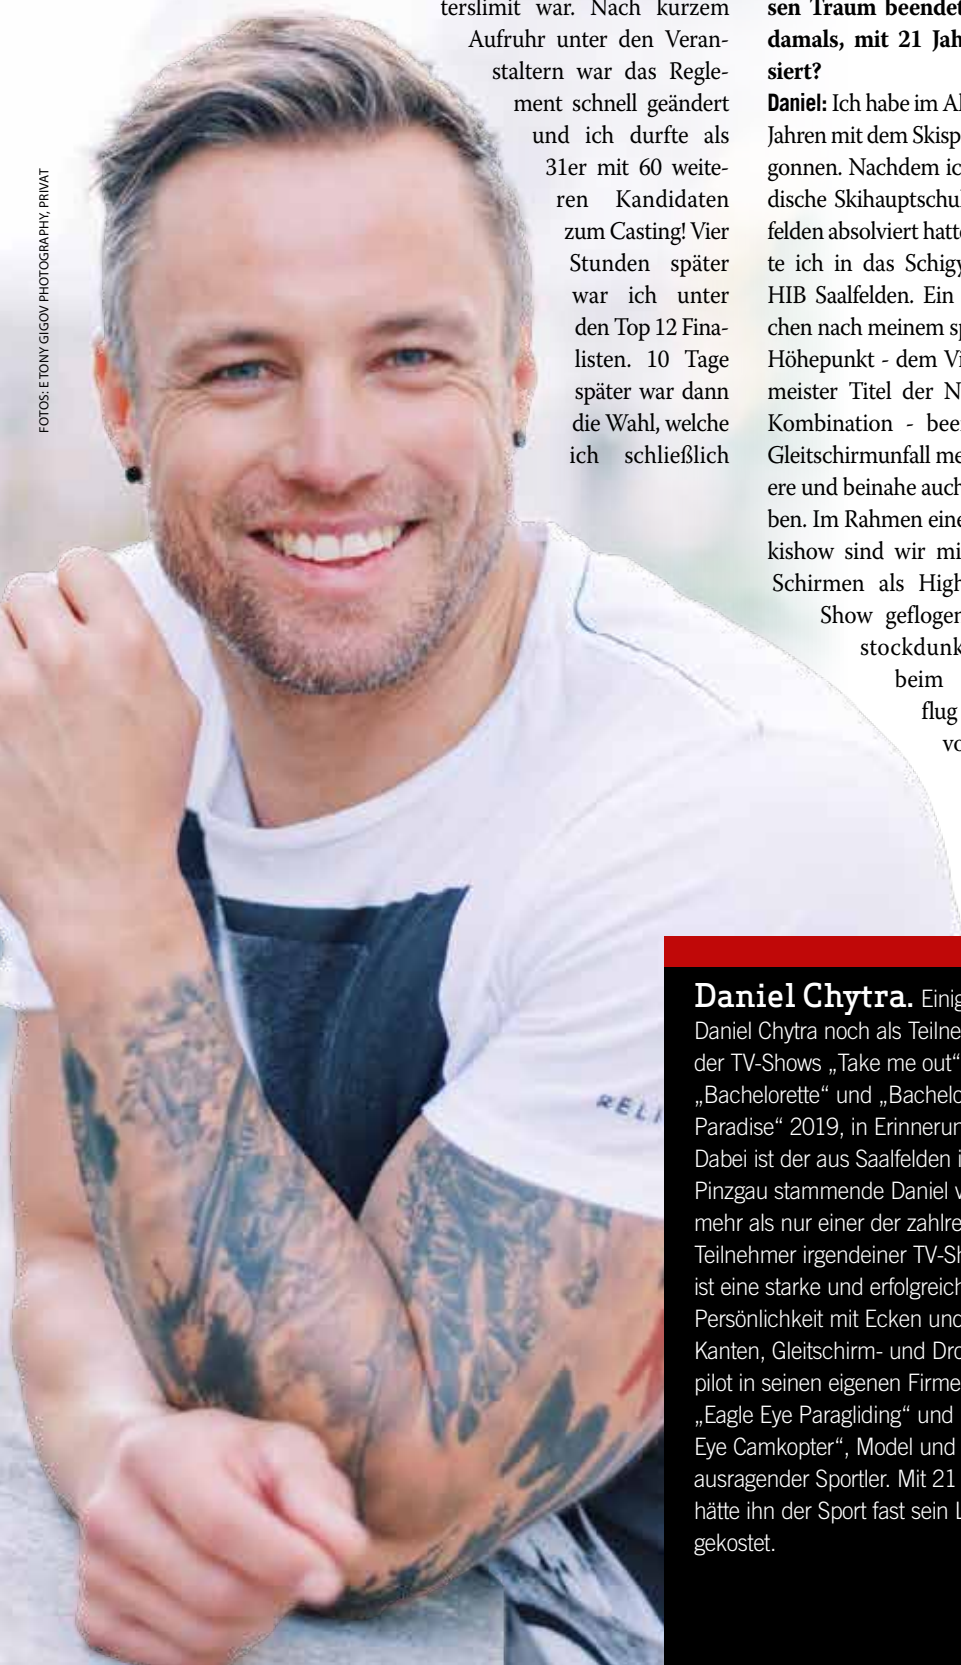 FOTOS: E TONY GIGOV PHOTOGRAPHY, PRIVAT
terslimit war. Nach kurzem
Aufruhr unter den Veran-
staltern war das Regle-
ment schnell geändert
und ich durfte als
31er mit 60 weite-
ren Kandidaten
zum Casting! Vier
Stunden später
war ich unter
den Top 12 Fina-
listen. 10 Tage
später war dann
die Wahl, welche
ich schließlich
sen Traum beendet
damals, mit 21 Jah
siert?
Daniel: Ich habe im Al
Jahren mit dem Skisp
gonnen. Nachdem ic
dische Skihauptschul
felden absolviert hatte
te ich in das Schigy
HIB Saalfelden. Ein
chen nach meinem sp
Höhepunkt - dem Vi
meister Titel der N
Kombination - bee
Gleitschirmunfall me
ere und beinahe auch
ben. Im Rahmen eine
kishow sind wir mi
Schirmen als High
Show geflogen
stockdunk
beim
flug
vo
RELI
Daniel Chytra. Einig
Daniel Chytra noch als Teilne
der TV-Shows „Take me out“
„Bachelorette“ und „Bachelo
Paradise“ 2019, in Erinnerun
Dabei ist der aus Saalfelden i
Pinzgau stammende Daniel v
mehr als nur einer der zahlre
Teilnehmer irgendeiner TV-Sh
ist eine starke und erfolgreich
Persönlichkeit mit Ecken und
Kanten, Gleitschirm- und Dro
pilot in seinen eigenen Firme
„Eagle Eye Paragliding“ und
Eye Camkopter“, Model und
ausragender Sportler. Mit 21
hätte ihn der Sport fast sein L
gekostet.